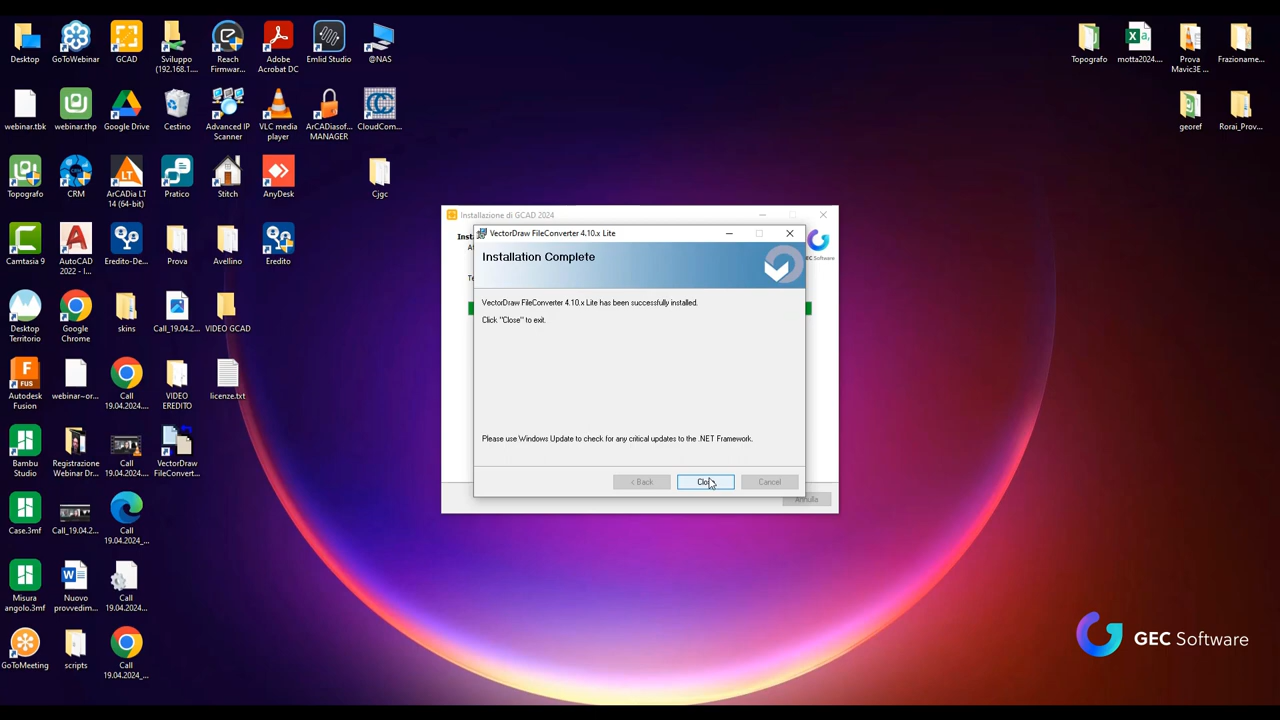 Desktop
GoToWebinar
GCAD
Sviluppo
(192.168.1....
Reach
Firmwar...
Adobe
Acrobat DC
Emlid Studio
@NAS
Topografo
motta2024....
Prova
Mavic3E ...
Frazioname...
webinar.tbk
webinar.thp
Google Drive
Cestino
Advanced IP
Scanner
VLC media
player
ArCADiasof...
MANAGER
CloudCom...
georef
Rorai_Prov...
Topografo
CRM
ArCADia LT
14 (64-bit)
Pratico
Stitch
AnyDesk
Cjgc
Camtasia 9
AutoCAD
2022 - I...
Eredito-De...
Prova
Avellino
Eredito
Desktop
Territorio
Google
Chrome
skins
Call_19.04.2...
VIDEO GCAD
Autodesk
Fusion
webinar~or...
Call
19.04.2024....
VIDEO
EREDITO
licenze.txt
Bambu
Studio
Registrazione
Webinar Dr...
Call
19.04.2024....
VectorDraw
FileConvert...
Case.3mf
Call_19.04.2...
Call
19.04.2024_...
Misura
angolo.3mf
Nuovo
provvedim...
Call
19.04.2024...
GoToMeeting
scripts
Call
19.04.2024_...
Installazione di GCAD 2024
GEC Software
VectorDraw FileConverter 4.10.x Lite
Installation Complete
VectorDraw FileConverter 4.10.x Lite has been successfully installed.
Click "Close" to exit.
Please use Windows Update to check for any critical updates to the .NET Framework.
< Back
Cancel
Annulla
GEC Software